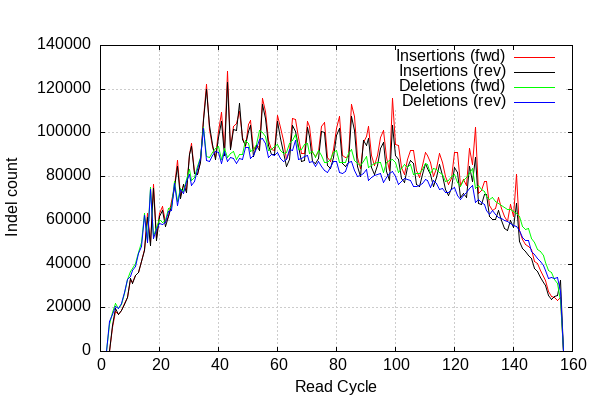 140000
120000
100000
80000
60000
40000
20000
0
Indel count
Insertions (fwd)
Insertions (rev)
Deletions (fwd)
Deletions (rev)
0 20 40 60 80 100 120 140 160
Read Cycle